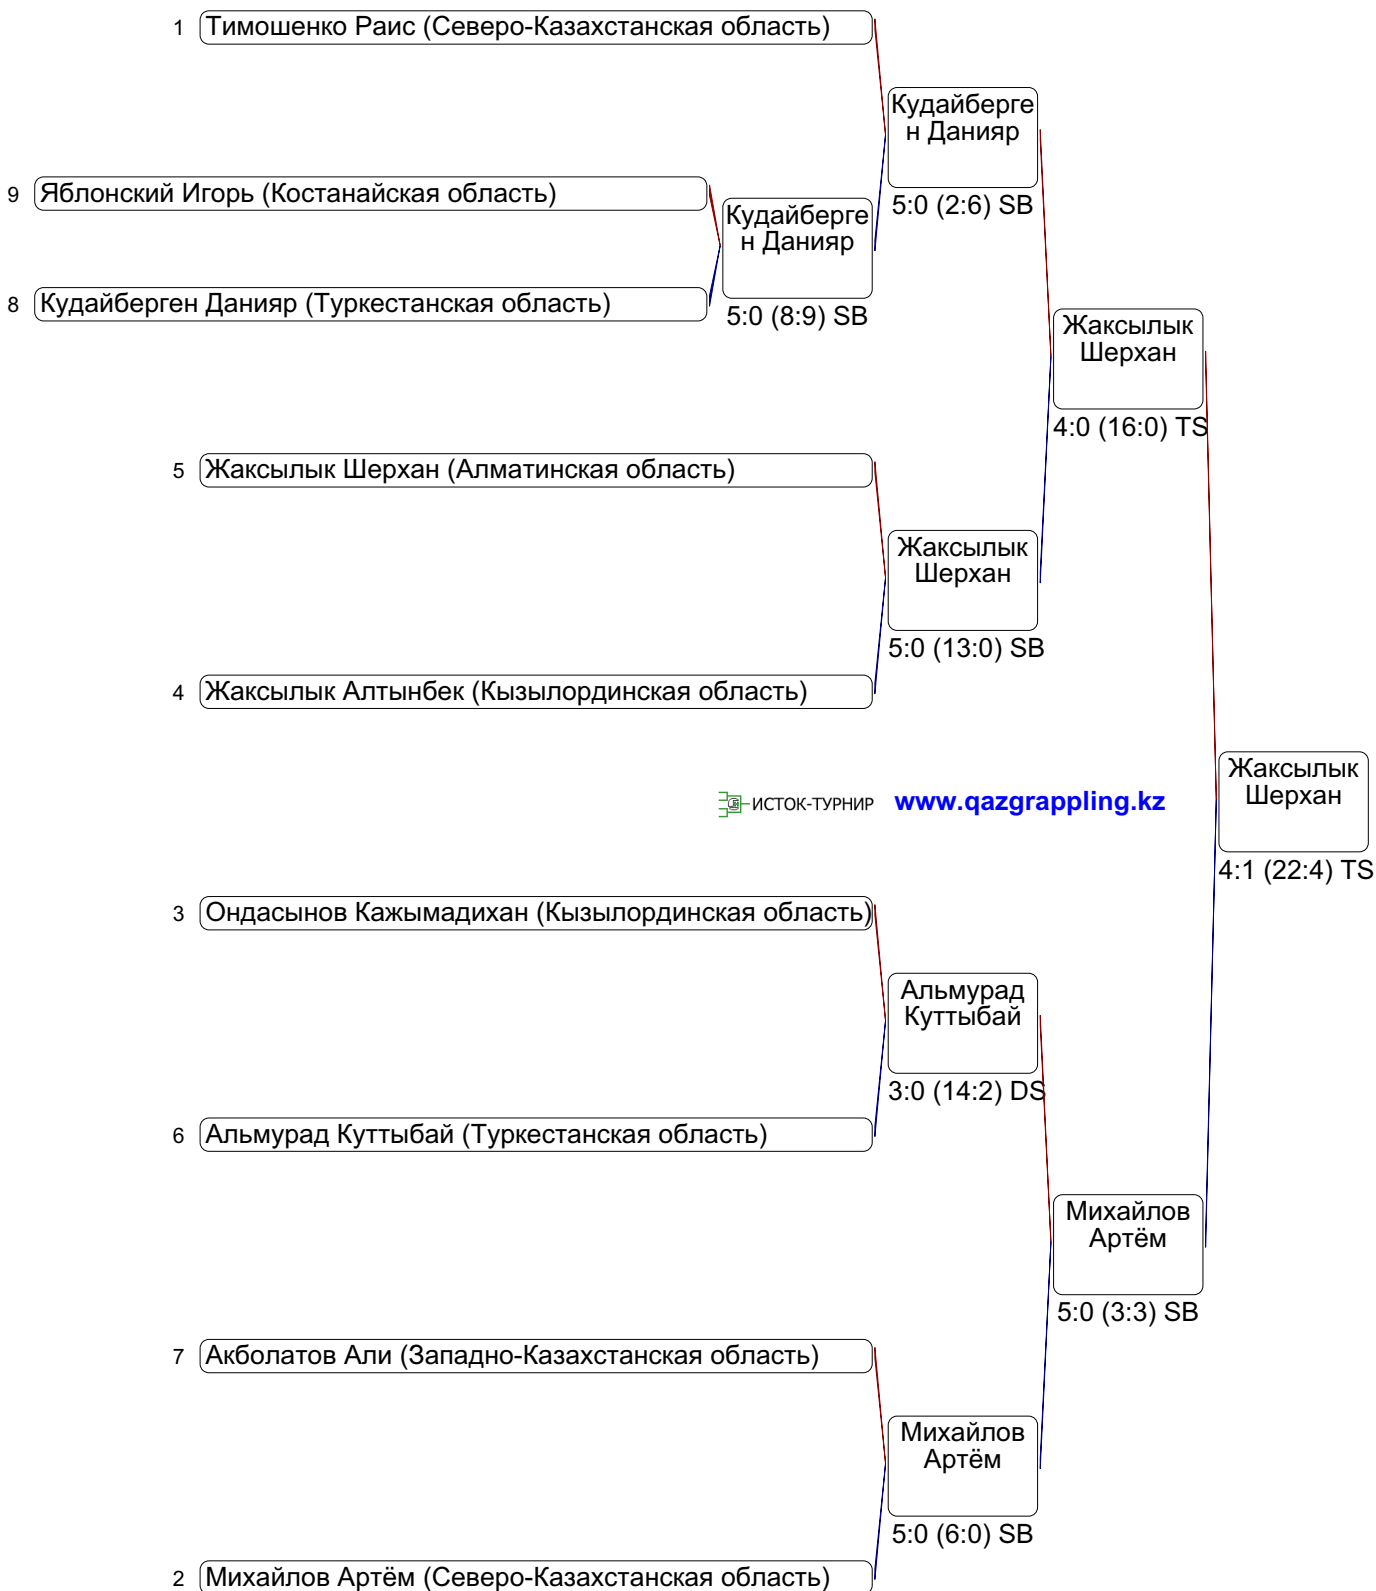 1 Тимошенко Раис (Северо-Казахстанская область)
Кудайберге
н Данияр
5:0 (2:6) SB
9 Яблонский Игорь (Костанайская область)
Кудайберге
н Данияр
5:0 (8:9) SB
8 Кудайберген Данияр (Туркестанская область)
Жаксылык
Шерхан
4:0 (16:0) TS
5 Жаксылык Шерхан (Алматинская область)
Жаксылык
Шерхан
5:0 (13:0) SB
4 Жаксылык Алтынбек (Кызылординская область)
ИСТОК-ТУРНИР www.qazgrappling.kz
Жаксылык
Шерхан
4:1 (22:4) TS
3 Ондасынов Кажымадихан (Кызылординская область)
Альмурад
Куттыбай
3:0 (14:2) DS
6 Альмурад Куттыбай (Туркестанская область)
Михайлов
Артём
5:0 (3:3) SB
7 Акболатов Али (Западно-Казахстанская область)
Михайлов
Артём
5:0 (6:0) SB
2 Михайлов Артём (Северо-Казахстанская область)